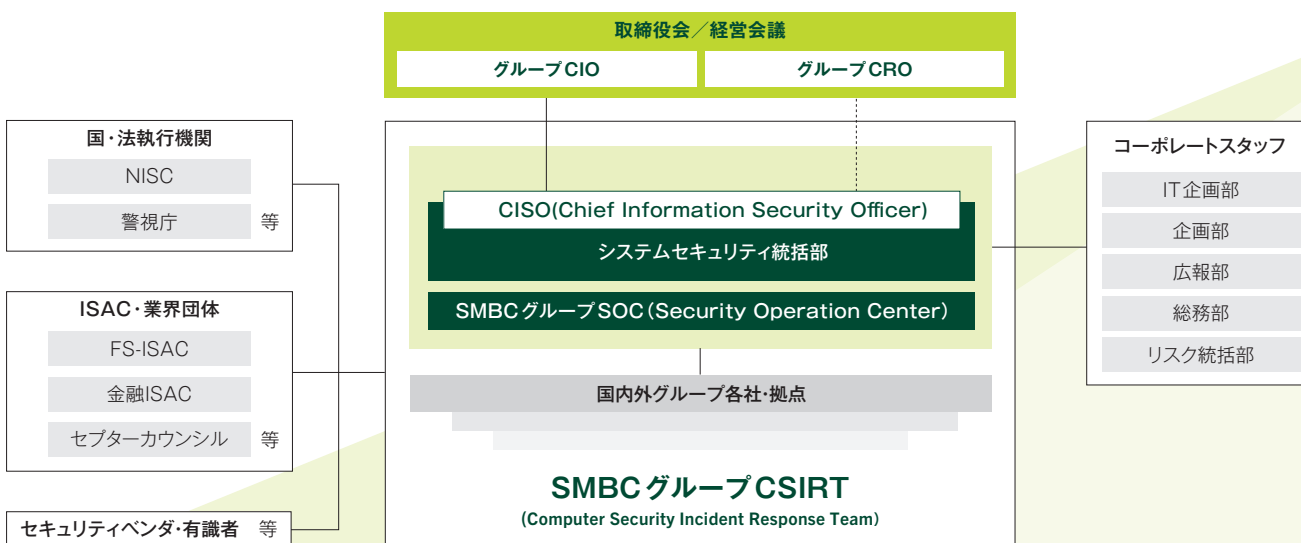 取締役会／経営会議
グループCIO
グループCRO
国・法執行機関
NISC
警視庁 等
ISAC・業界団体
FS-ISAC
金融ISAC
セプターカウンシル 等
セキュリティベンダ・有識者 等
CISO(Chief Information Security Officer)
システムセキュリティ統括部
SMBCグループSOC（Security Operation Center）
国内外グループ各社・拠点
SMBCグループCSIRT
(Computer Security Incident Response Team)
コーポレートスタッフ
IT企画部
企画部
広報部
総務部
リスク統括部